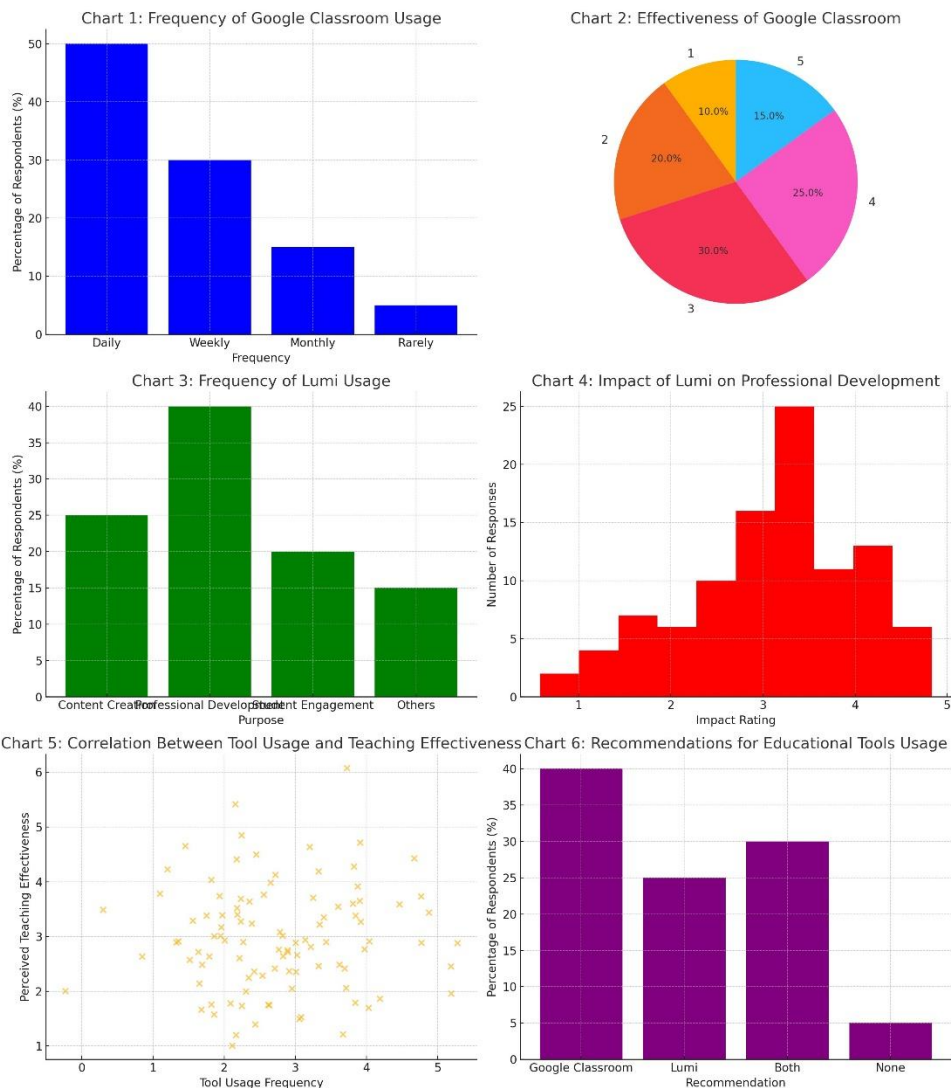 Chart 1: Frequency of Google Classroom Usage
Percentage of Respondents (%)
50
40
30
20
10
0
Daily Weekly Monthly Rarely
Frequency
Chart 2: Effectiveness of Google Classroom
1
10.0%
2
20.0%
3
30.0%
4
25.0%
5
15.0%
Chart 3: Frequency of Lumi Usage
Percentage of Respondents (%)
40
35
30
25
20
15
10
5
0
Content Creation Professional Development Student Engagement Others
Purpose
Chart 4: Impact of Lumi on Professional Development
Number of Responses
25
20
15
10
5
0
1 2 3 4 5
Impact Rating
Chart 5: Correlation Between Tool Usage and Teaching Effectiveness
Perceived Teaching Effectiveness
6
5
4
3
2
1
0 1 2 3 4 5
Tool Usage Frequency
Chart 6: Recommendations for Educational Tools Usage
Percentage of Respondents (%)
40
35
30
25
20
15
10
5
0
Google Classroom Lumi Both None
Recommendation